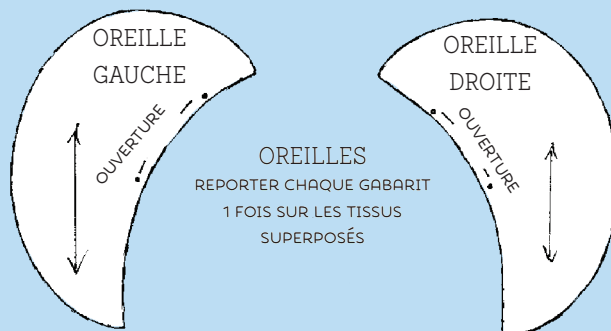 OREILLE
GAUCHE
OUVERTURE
OREILLE
DROITE
OUVERTURE
OREILLES
REPORTER CHAQUE GABARIT
1 FOIS SUR LES TISSUS
SUPERPOSÉS